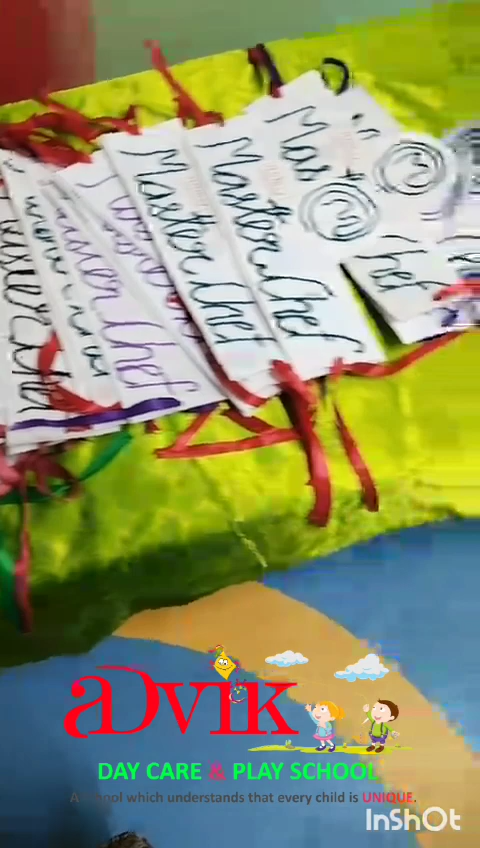 Mas
Chef
Master Chef
Master Chef
Master Chef
aDvik
DAY CARE & PLAY SCHOOL
A school which understands that every child is UNIQUE.
InShOt